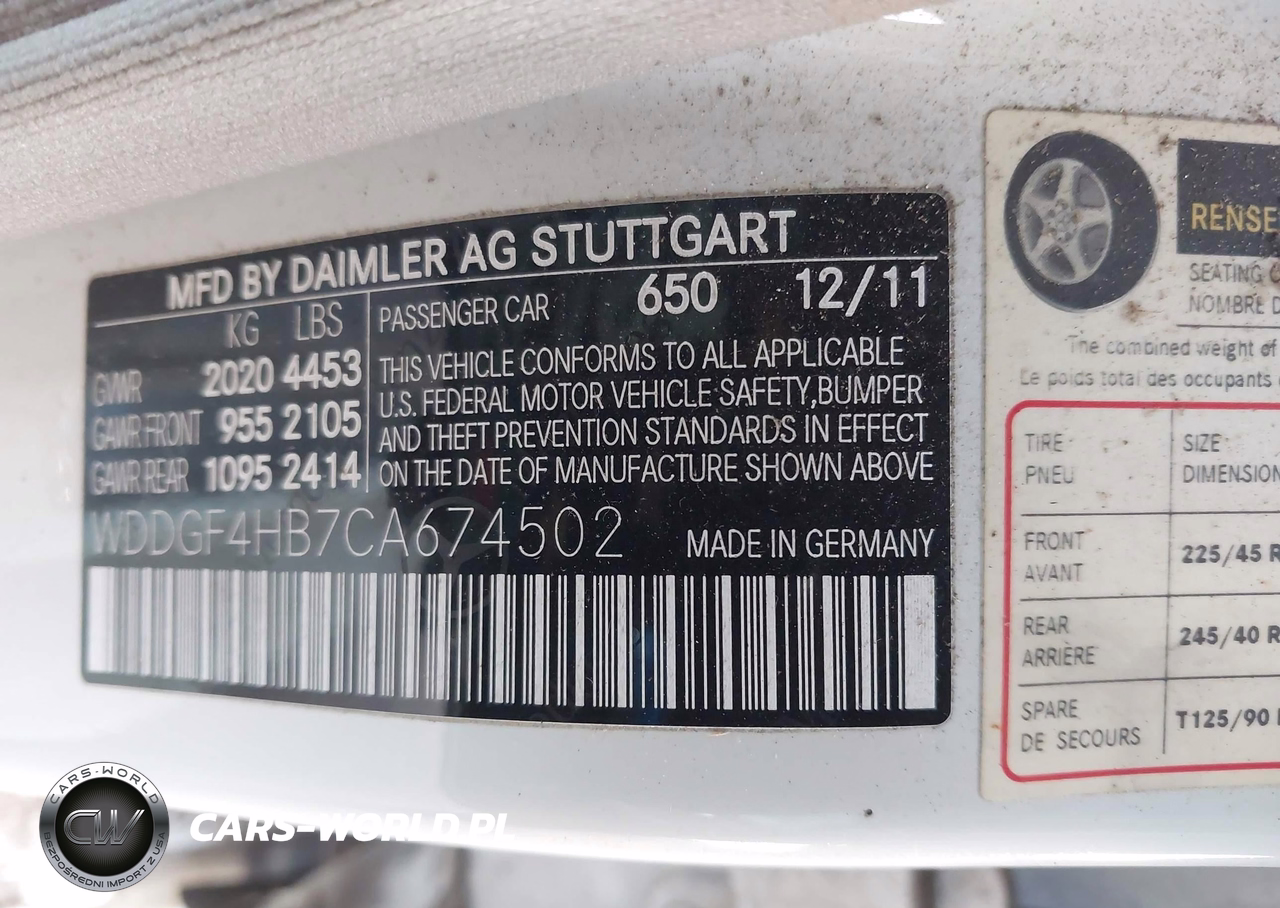 MFD BY DAIMLER AG STUTTGART
KG LBS
GVWR 2020 4453
GAWR FRONT 955 2105
GAWR REAR 1095 2414
PASSENGER CAR 650 12/11
THIS VEHICLE CONFORMS TO ALL APPLICABLE
U.S. FEDERAL MOTOR VEHICLE SAFETY, BUMPER
AND THEFT PREVENTION STANDARDS IN EFFECT
ON THE DATE OF MANUFACTURE SHOWN ABOVE
WDDGF4HB7CA674502 MADE IN GERMANY
RENSE
SEATING
NOMBRE D
The combined weight of
Le poids total des occupants
TIRE SIZE
PNEU DIMENSION
FRONT
AVANT
225/45 R
REAR
ARRIÈRE
245/40 R
SPARE
DE SECOURS
T125/90
CARS-WORLD
CW
BEZPOŚREDNI IMPORT Z USA
CARS-WORLD.PL